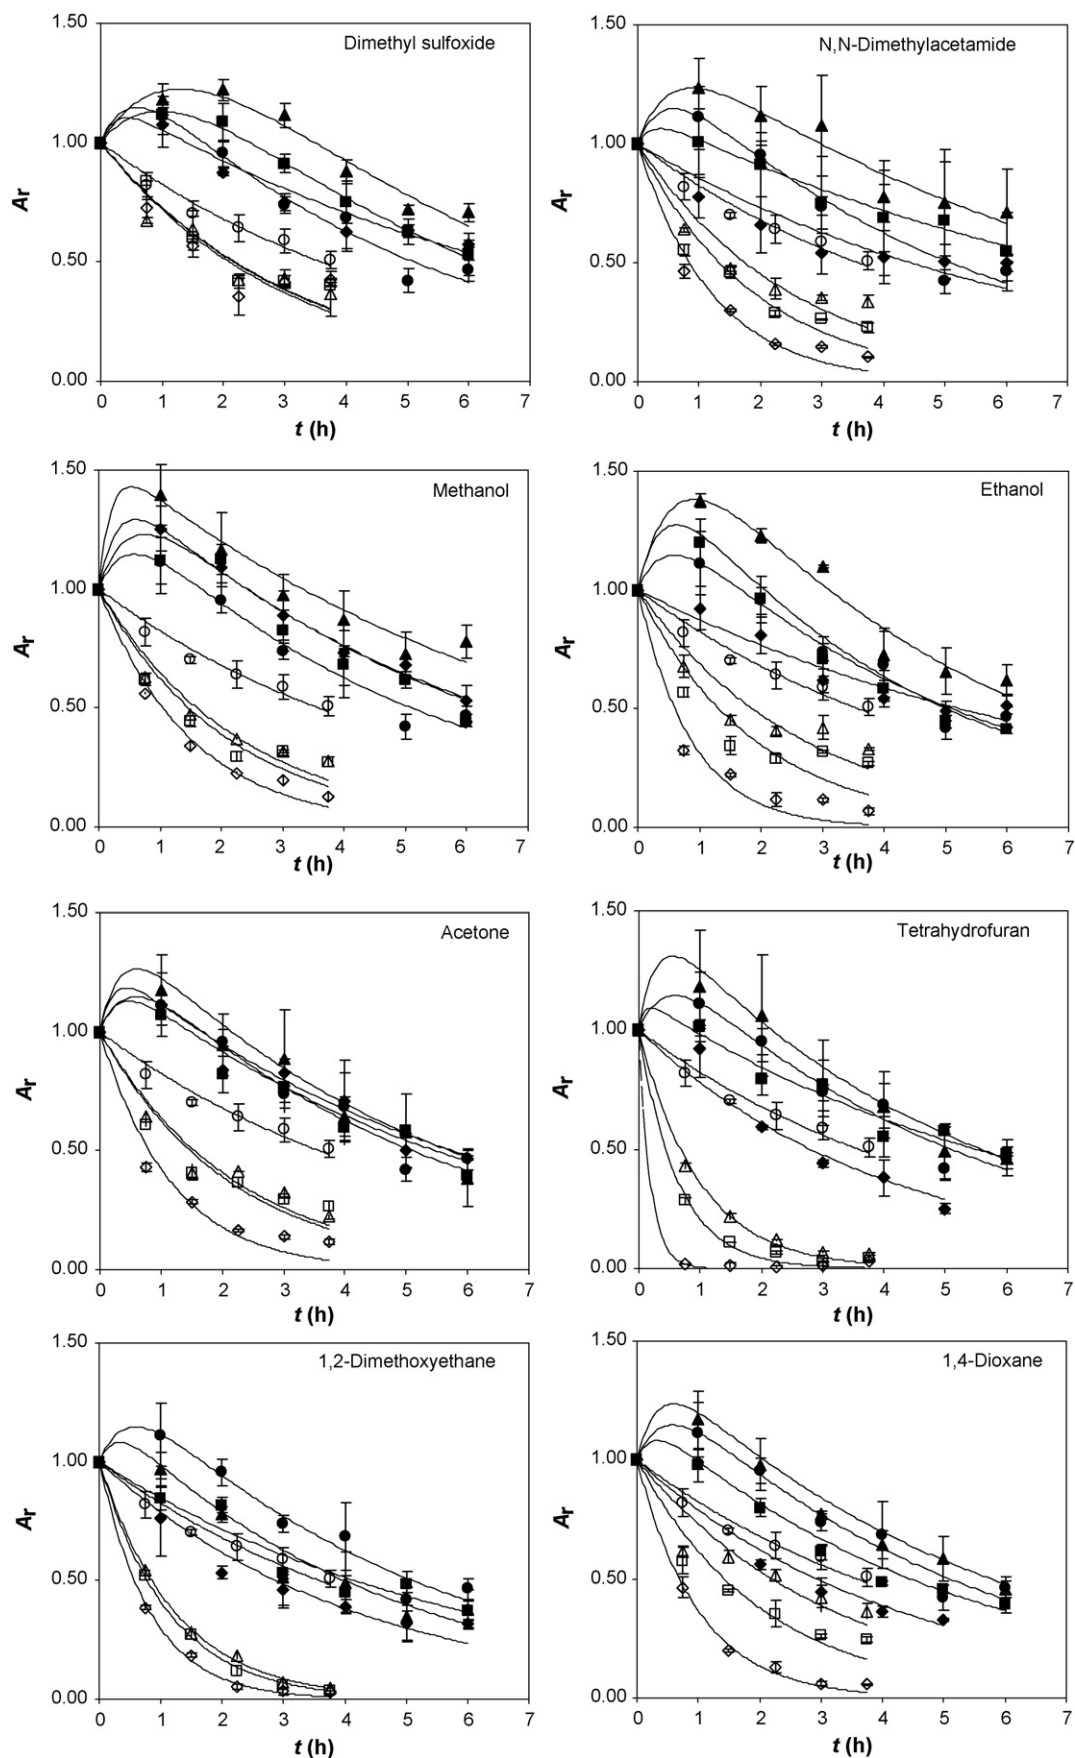 1.50
Dimethyl sulfoxide
1.00
Ar
0.50
0.00
0 1 2 3 4 5 6 7
t (h)
1.50
N,N-Dimethylacetamide
1.00
Ar
0.50
0.00
0 1 2 3 4 5 6 7
t (h)
1.50
Methanol
1.00
Ar
0.50
0.00
0 1 2 3 4 5 6 7
t (h)
1.50
Ethanol
1.00
Ar
0.50
0.00
0 1 2 3 4 5 6 7
t (h)
1.50
Acetone
1.00
Ar
0.50
0.00
0 1 2 3 4 5 6 7
t (h)
1.50
Tetrahydrofuran
1.00
Ar
0.50
0.00
0 1 2 3 4 5 6 7
t (h)
1.50
1,2-Dimethoxyethane
1.00
Ar
0.50
0.00
0 1 2 3 4 5 6 7
t (h)
1.50
1,4-Dioxane
1.00
Ar
0.50
0.00
0 1 2 3 4 5 6 7
t (h)